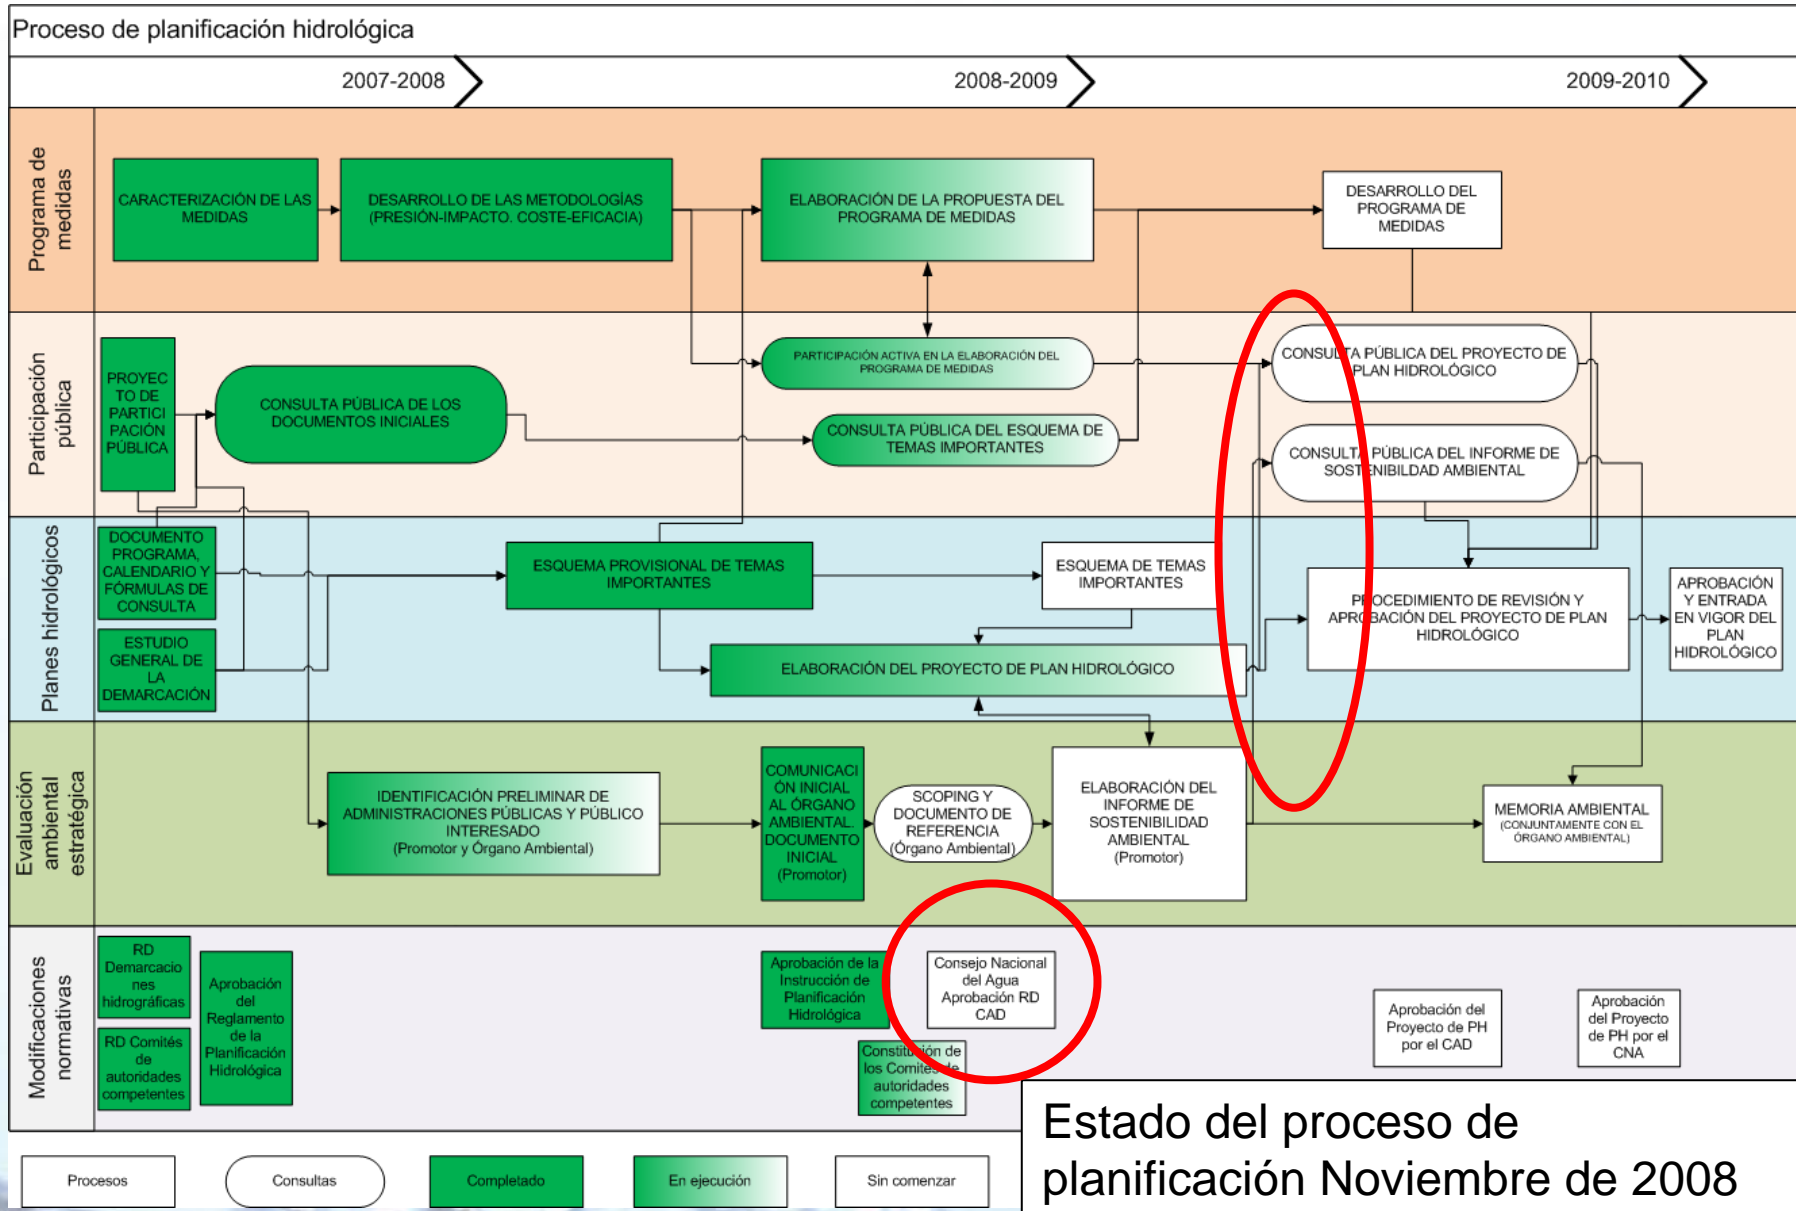 Proceso de planificación hidrológica
2007-2008
2008-2009
2009-2010
Programa de
medidas
CARACTERIZACIÓN DE LAS
MEDIDAS
DESARROLLO DE LAS METODOLOGÍAS
(PRESIÓN-IMPACTO. COSTE-EFICACIA)
ELABORACIÓN DE LA PROPUESTA DEL
PROGRAMA DE MEDIDAS
DESARROLLO DEL
PROGRAMA DE
MEDIDAS
Participación
pública
PROYEC
TO DE
PARTICI
PACIÓN
PÚBLICA
CONSULTA PÚBLICA DE LOS
DOCUMENTOS INICIALES
PARTICIPACIÓN ACTIVA EN LA ELABORACIÓN DEL
PROGRAMA DE MEDIDAS
CONSULTA PÚBLICA DEL ESQUEMA DE
TEMAS IMPORTANTES
CONSULTA PÚBLICA DEL PROYECTO DE
PLAN HIDROLÓGICO
CONSULTA PÚBLICA DEL INFORME DE
SOSTENIBILDAD AMBIENTAL
Planes hidrológicos
DOCUMENTO
PROGRAMA,
CALENDARIO Y
FÓRMULAS DE
CONSULTA
ESTUDIO
GENERAL DE
LA
DEMARCACIÓN
ESQUEMA PROVISIONAL DE TEMAS
IMPORTANTES
ESQUEMA DE TEMAS
IMPORTANTES
ELABORACIÓN DEL PROYECTO DE PLAN HIDROLÓGICO
PROCEDIMIENTO DE REVISIÓN Y
APROBACIÓN DEL PROYECTO DE PLAN
HIDROLÓGICO
APROBACIÓN
Y ENTRADA
EN VIGOR DEL
PLAN
HIDROLÓGICO
Evaluación
ambiental
estratégica
IDENTIFICACIÓN PRELIMINAR DE
ADMINISTRACIONES PÚBLICAS Y PÚBLICO
INTERESADO
(Promotor y Órgano Ambiental)
COMUNICACI
ÓN INICIAL
AL ÓRGANO
AMBIENTAL.
DOCUMENTO
INICIAL
(Promotor)
SCOPING Y
DOCUMENTO DE
REFERENCIA
(Órgano Ambiental)
ELABORACIÓN DEL
INFORME DE
SOSTENIBILIDAD
AMBIENTAL
(Promotor)
MEMORIA AMBIENTAL
(CONJUNTAMENTE CON EL
ÓRGANO AMBIENTAL)
Modificaciones
normativas
RD
Demarcacio
nes
hidrográficas
RD Comités
de
autoridades
competentes
Aprobación
del
Reglamento
de la
Planificación
Hidrológica
Aprobación de la
Instrucción de
Planificación
Hidrológica
Consejo Nacional
del Agua
Aprobación RD
CAD
Constitución de
los Comités de
autoridades
competentes
Aprobación del
Proyecto de PH
por el CAD
Aprobación
del Proyecto
de PH por el
CNA
Procesos
Consultas
Completado
En ejecución
Sin comenzar
Estado del proceso de
planificación Noviembre de 2008